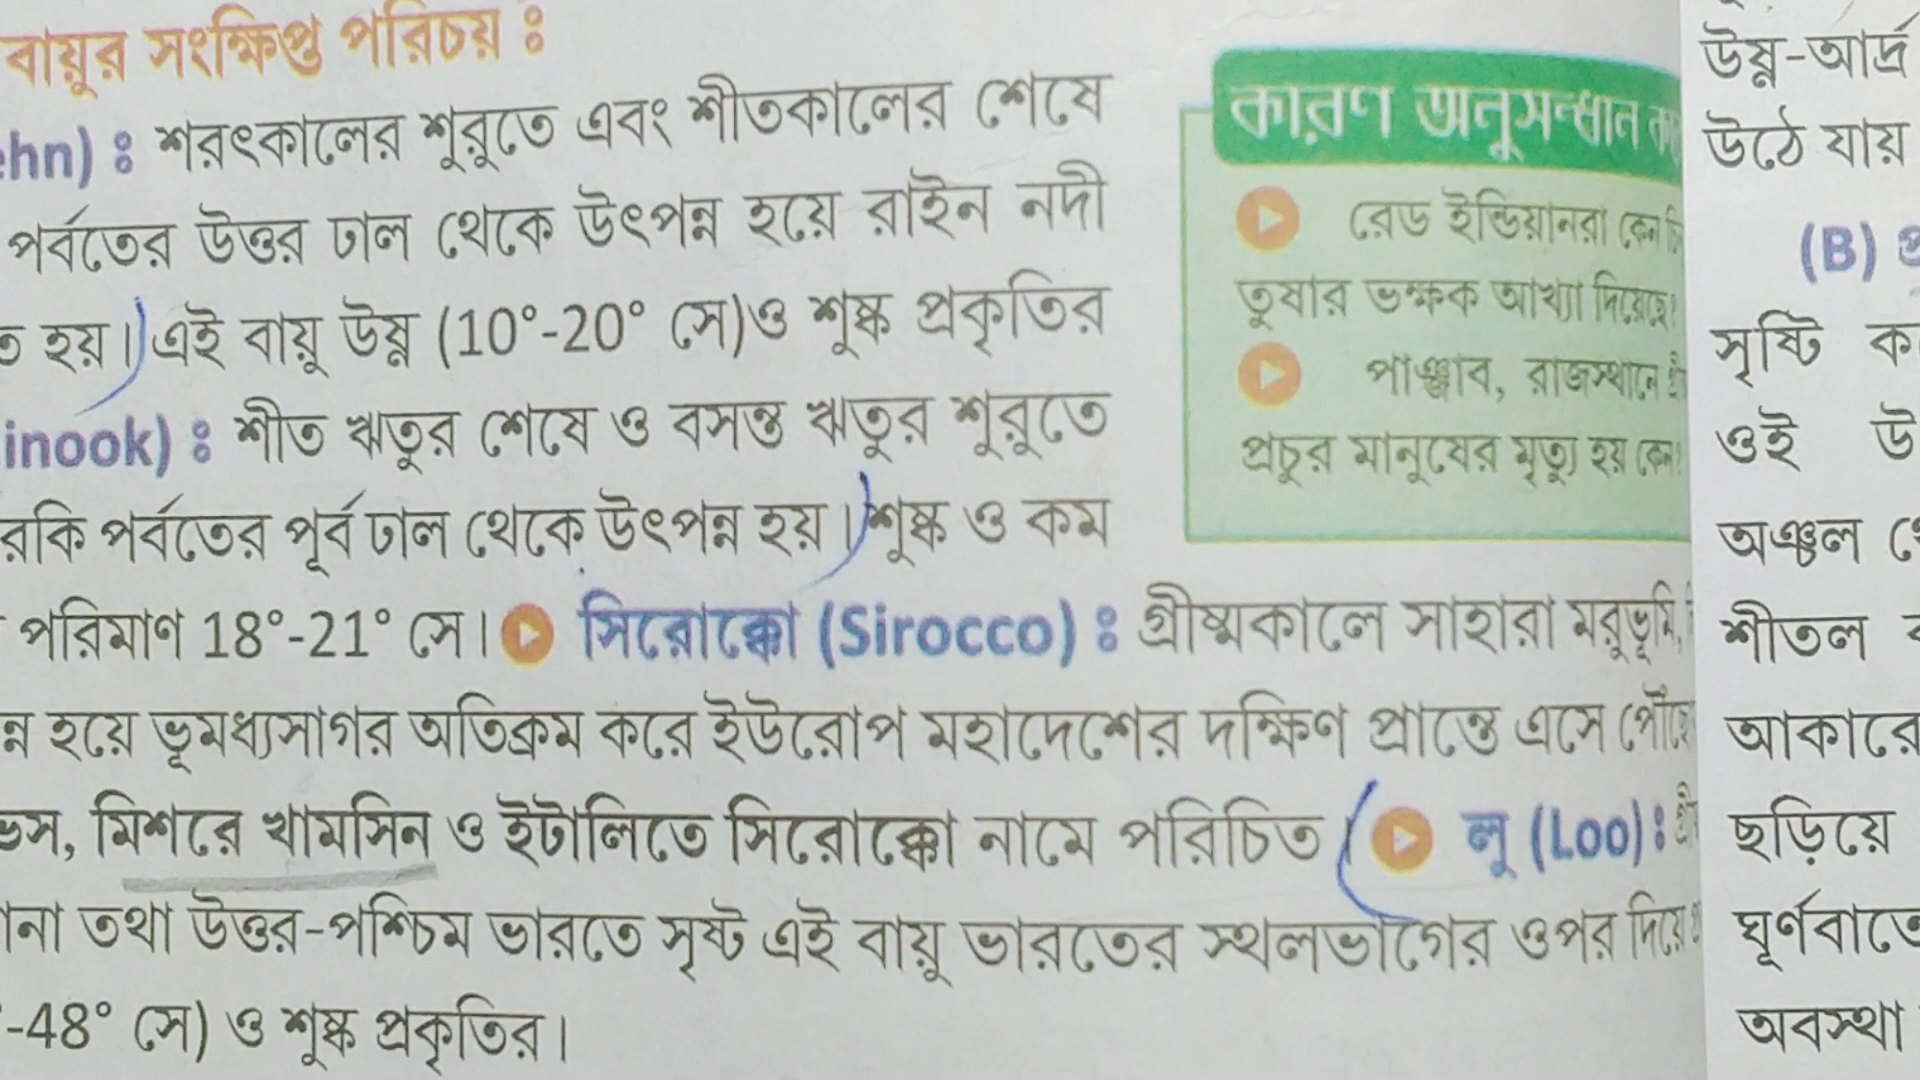 বায়ুর সংক্ষিপ্ত পরিচয় ঃ
hn) ঃ শরৎকালের শুরুতে এবং শীতকালের শেষে
পর্বতের উত্তর ঢাল থেকে উৎপন্ন হয়ে রাইন নদী
হয়। এই বায়ু উষ্ণ (10°-20° সে)ও শুষ্ক প্রকৃতির
inook) ঃ শীত ঋতুর শেষে ও বসন্ত ঋতুর শুরুতে
রকি পর্বতের পূর্ব ঢাল থেকে উৎপন্ন হয়। শুষ্ক ও কম
পরিমাণ 18°-21° সে। সিরোক্কো (Sirocco) ঃ গ্রীষ্মকালে সাহারা মরুভূমি,
ন্ন হয়ে ভূমধ্যসাগর অতিক্রম করে ইউরোপ মহাদেশের দক্ষিণ প্রান্তে এসে পৌঁছে
মিশরে খামসিন ও ইটালিতে সিরোক্কো নামে পরিচিত লু (Loo) ঃ
তথা উত্তর-পশ্চিম ভারতে সৃষ্ট এই বায়ু ভারতের স্থলভাগের ওপর দিয়ে
-48° সে) ও শুষ্ক প্রকৃতির।
কারণ অনুসন্ধান
রেড ইন্ডিয়ানরা কেন
তুষার ভক্ষক আখ্যা দিয়েছে?
পাঞ্জাব, রাজস্থানে
প্রচুর মানুষের মৃত্যু হয় কেন?
উষ্ণ-আর্দ্র
উঠে যায়
(B)
সৃষ্টি ক
ওই উ
অঞ্চল
শীতল
আকারে
ছড়িয়ে
ঘূর্ণবাতে
অবস্থা